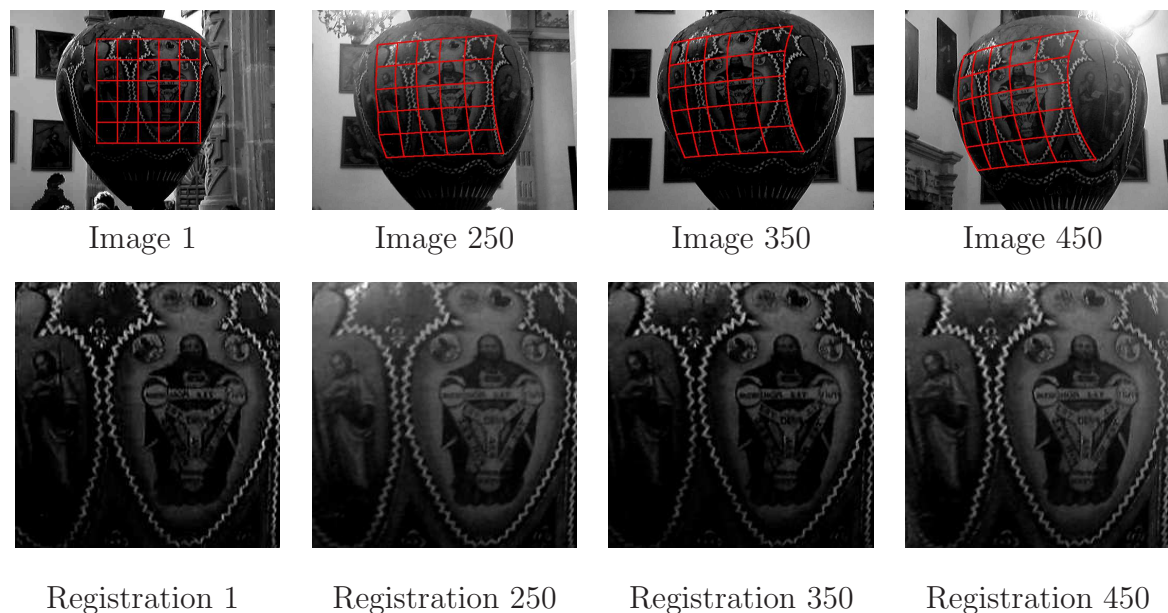 Image 1
Image 250
Image 350
Image 450
Registration 1
Registration 250
Registration 350
Registration 450